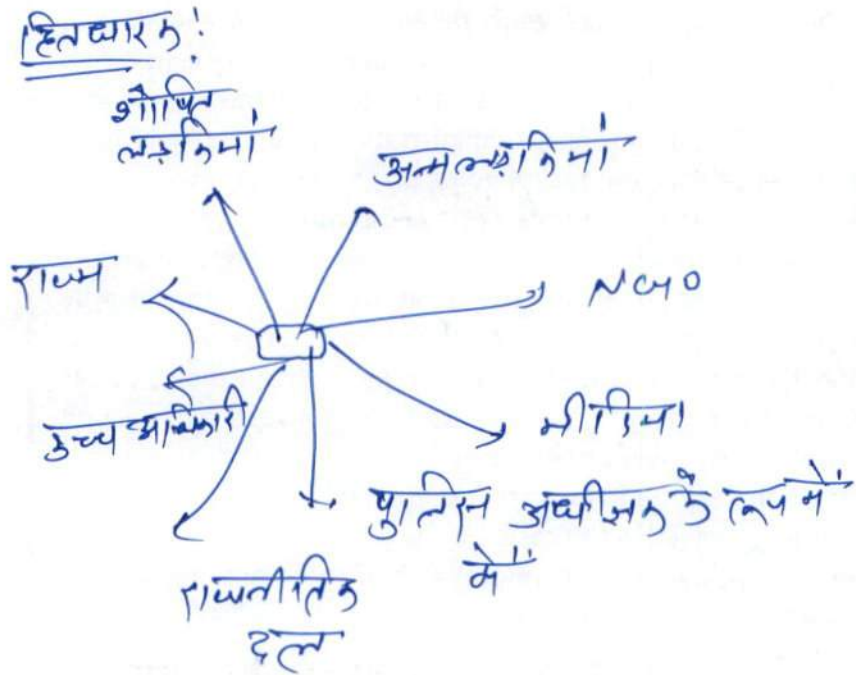 हितधारक!
शोषित
लड़कियां
अन्य लड़कियां
राज्य
NGO
उच्च अधिकारी
मीडिया
पुलिस अधीक्षक के रूप में
में
राजनीतिक
दल